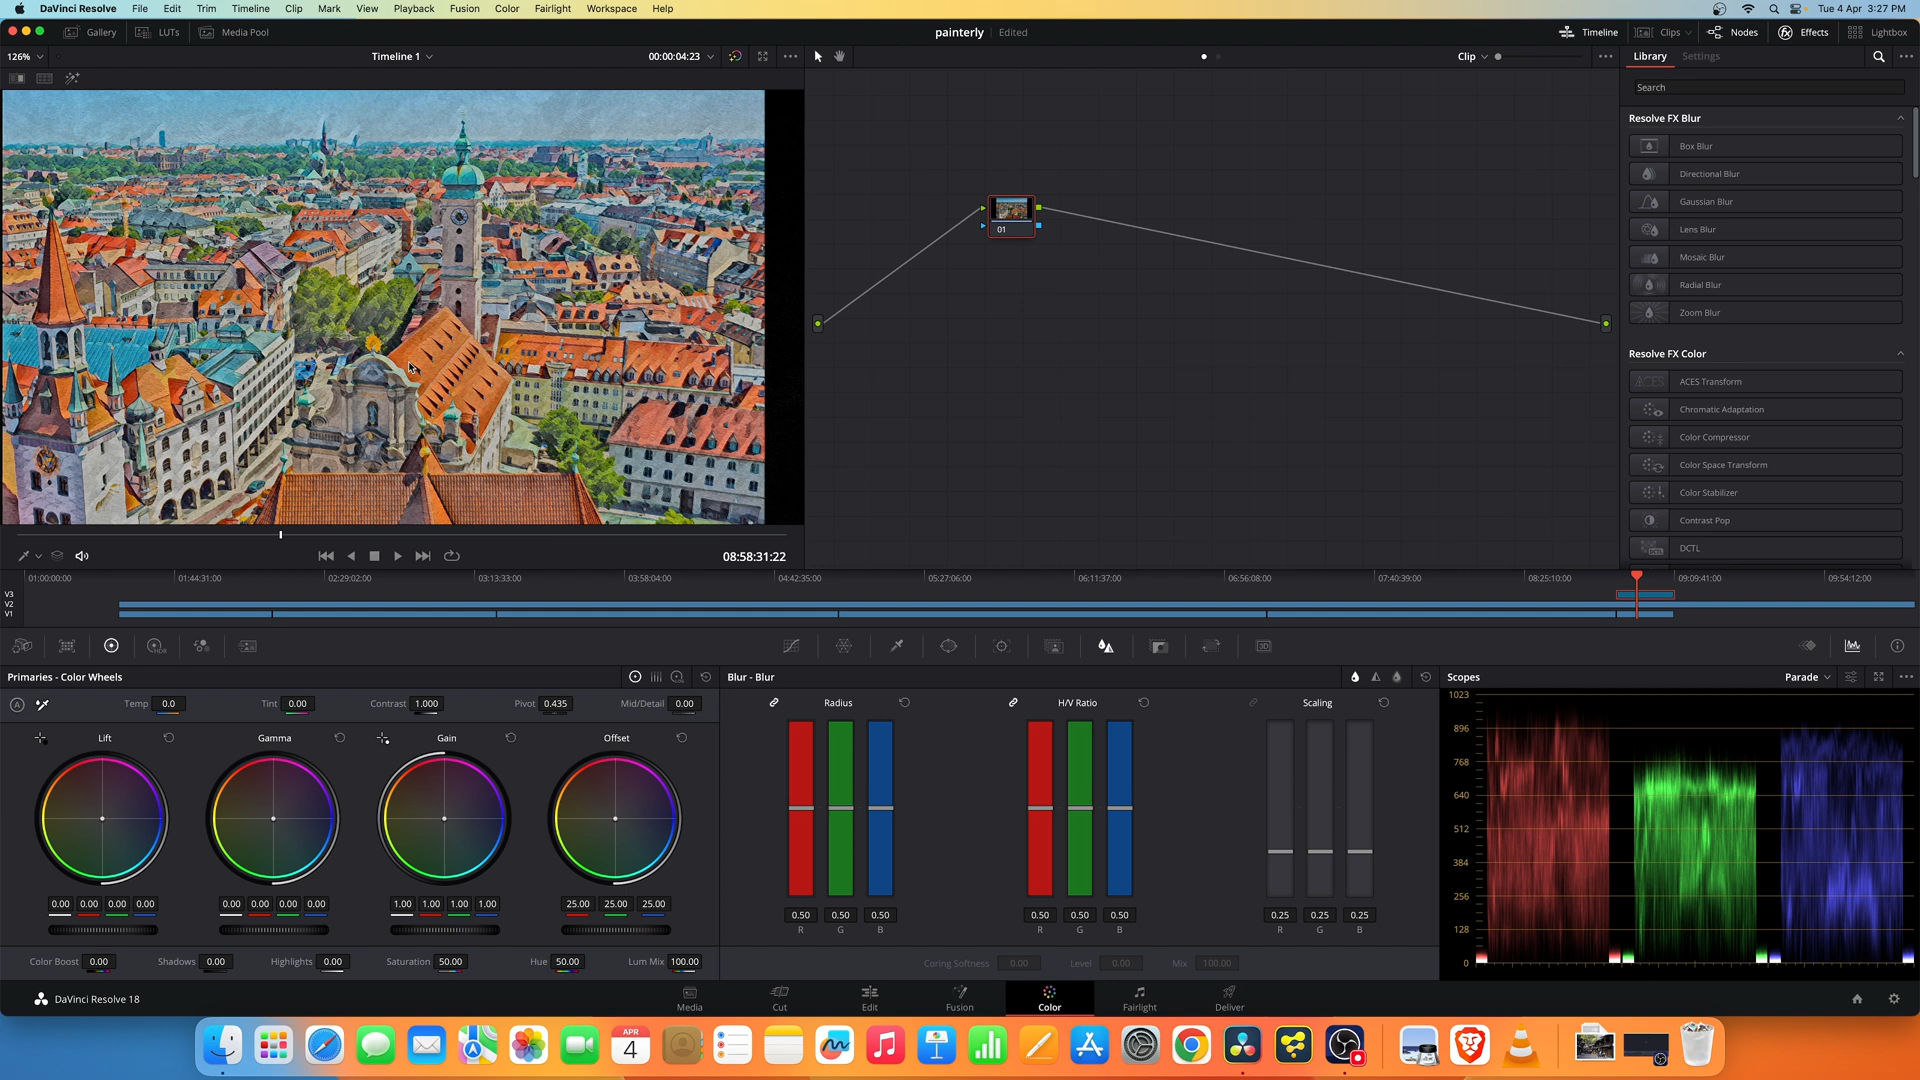 DaVinci Resolve File Edit Trim Timeline Clip Mark View Playback Fusion Color Fairlight Workspace Help Tue 4 Apr 3:27 PM
Gallery LUTs Media Pool painterly Edited Timeline Clips Nodes Effects Lightbox
126% Timeline 1 00:00:04:23 Clip Library Settings
Search
Resolve FX Blur
Box Blur
Directional Blur
Gaussian Blur
Lens Blur
Mosaic Blur
Radial Blur
Zoom Blur
Resolve FX Color
ACES ACES Transform
Chromatic Adaptation
Color Compressor
Color Space Transform
Color Stabilizer
Contrast Pop
DCTL DCTL
01
08:58:31:22
01:00:00:00 01:44:31:00 02:29:02:00 03:13:33:00 03:58:04:00 04:42:35:00 05:27:06:00 06:11:37:00 06:56:08:00 07:40:39:00 08:25:10:00 09:09:41:00 09:54:12:00
V3
V2
V1
HDR 3D
Primaries - Color Wheels Blur - Blur Scopes Parade
A Temp 0.0 Tint 0.00 Contrast 1.000 Pivot 0.435 Mid/Detail 0.00 Radius H/V Ratio Scaling
Lift Gamma Gain Offset
1023
896
768
640
512
384
256
128
0
0.00 0.00 0.00 0.00 0.00 0.00 0.00 0.00 1.00 1.00 1.00 1.00 25.00 25.00 25.00
0.50 0.50 0.50 0.50 0.50 0.50 0.25 0.25 0.25
R G B R G B R G B
Color Boost 0.00 Shadows 0.00 Highlights 0.00 Saturation 50.00 Hue 50.00 Lum Mix 100.00 Coring Softness 0.00 Level 0.00 Mix 100.00
DaVinci Resolve 18 Media Cut Edit Fusion Color Fairlight Deliver
APR
4